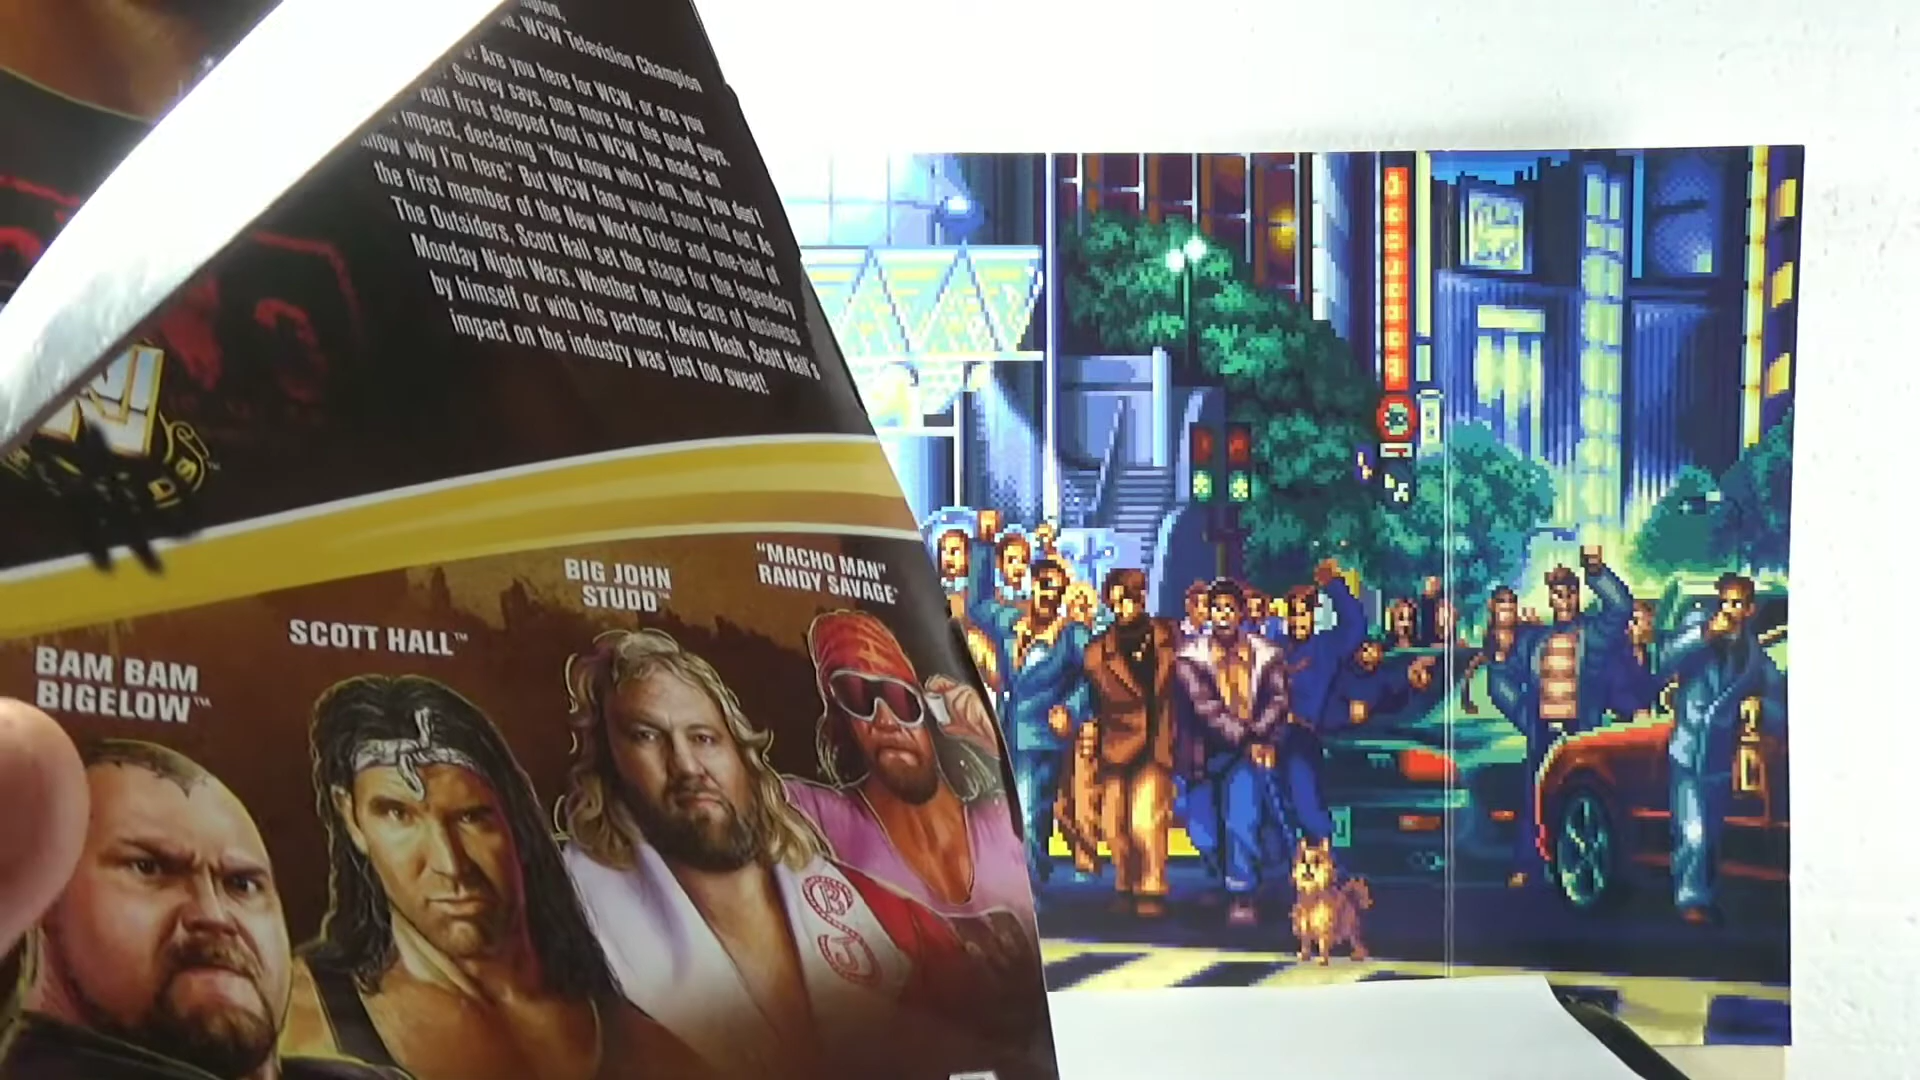 WCW Television Champion
Are you here for WCW, or are you
Survey says, one more for the good guys.
Hall first stepped foot in WCW, he made an
impact, declaring "You know who I am, but you don't
know why I'm here." But WCW fans would soon find out. As
the first member of the New World Order and one-half of
The Outsiders, Scott Hall set the stage for the legendary
Monday Night Wars. Whether he took care of business
by himself or with his partner, Kevin Nash, Scott Hall's
impact on the industry was just too sweet!
BAM BAM
BIGELOW™
SCOTT HALL™
BIG JOHN
STUDD™
"MACHO MAN"
RANDY SAVAGE™